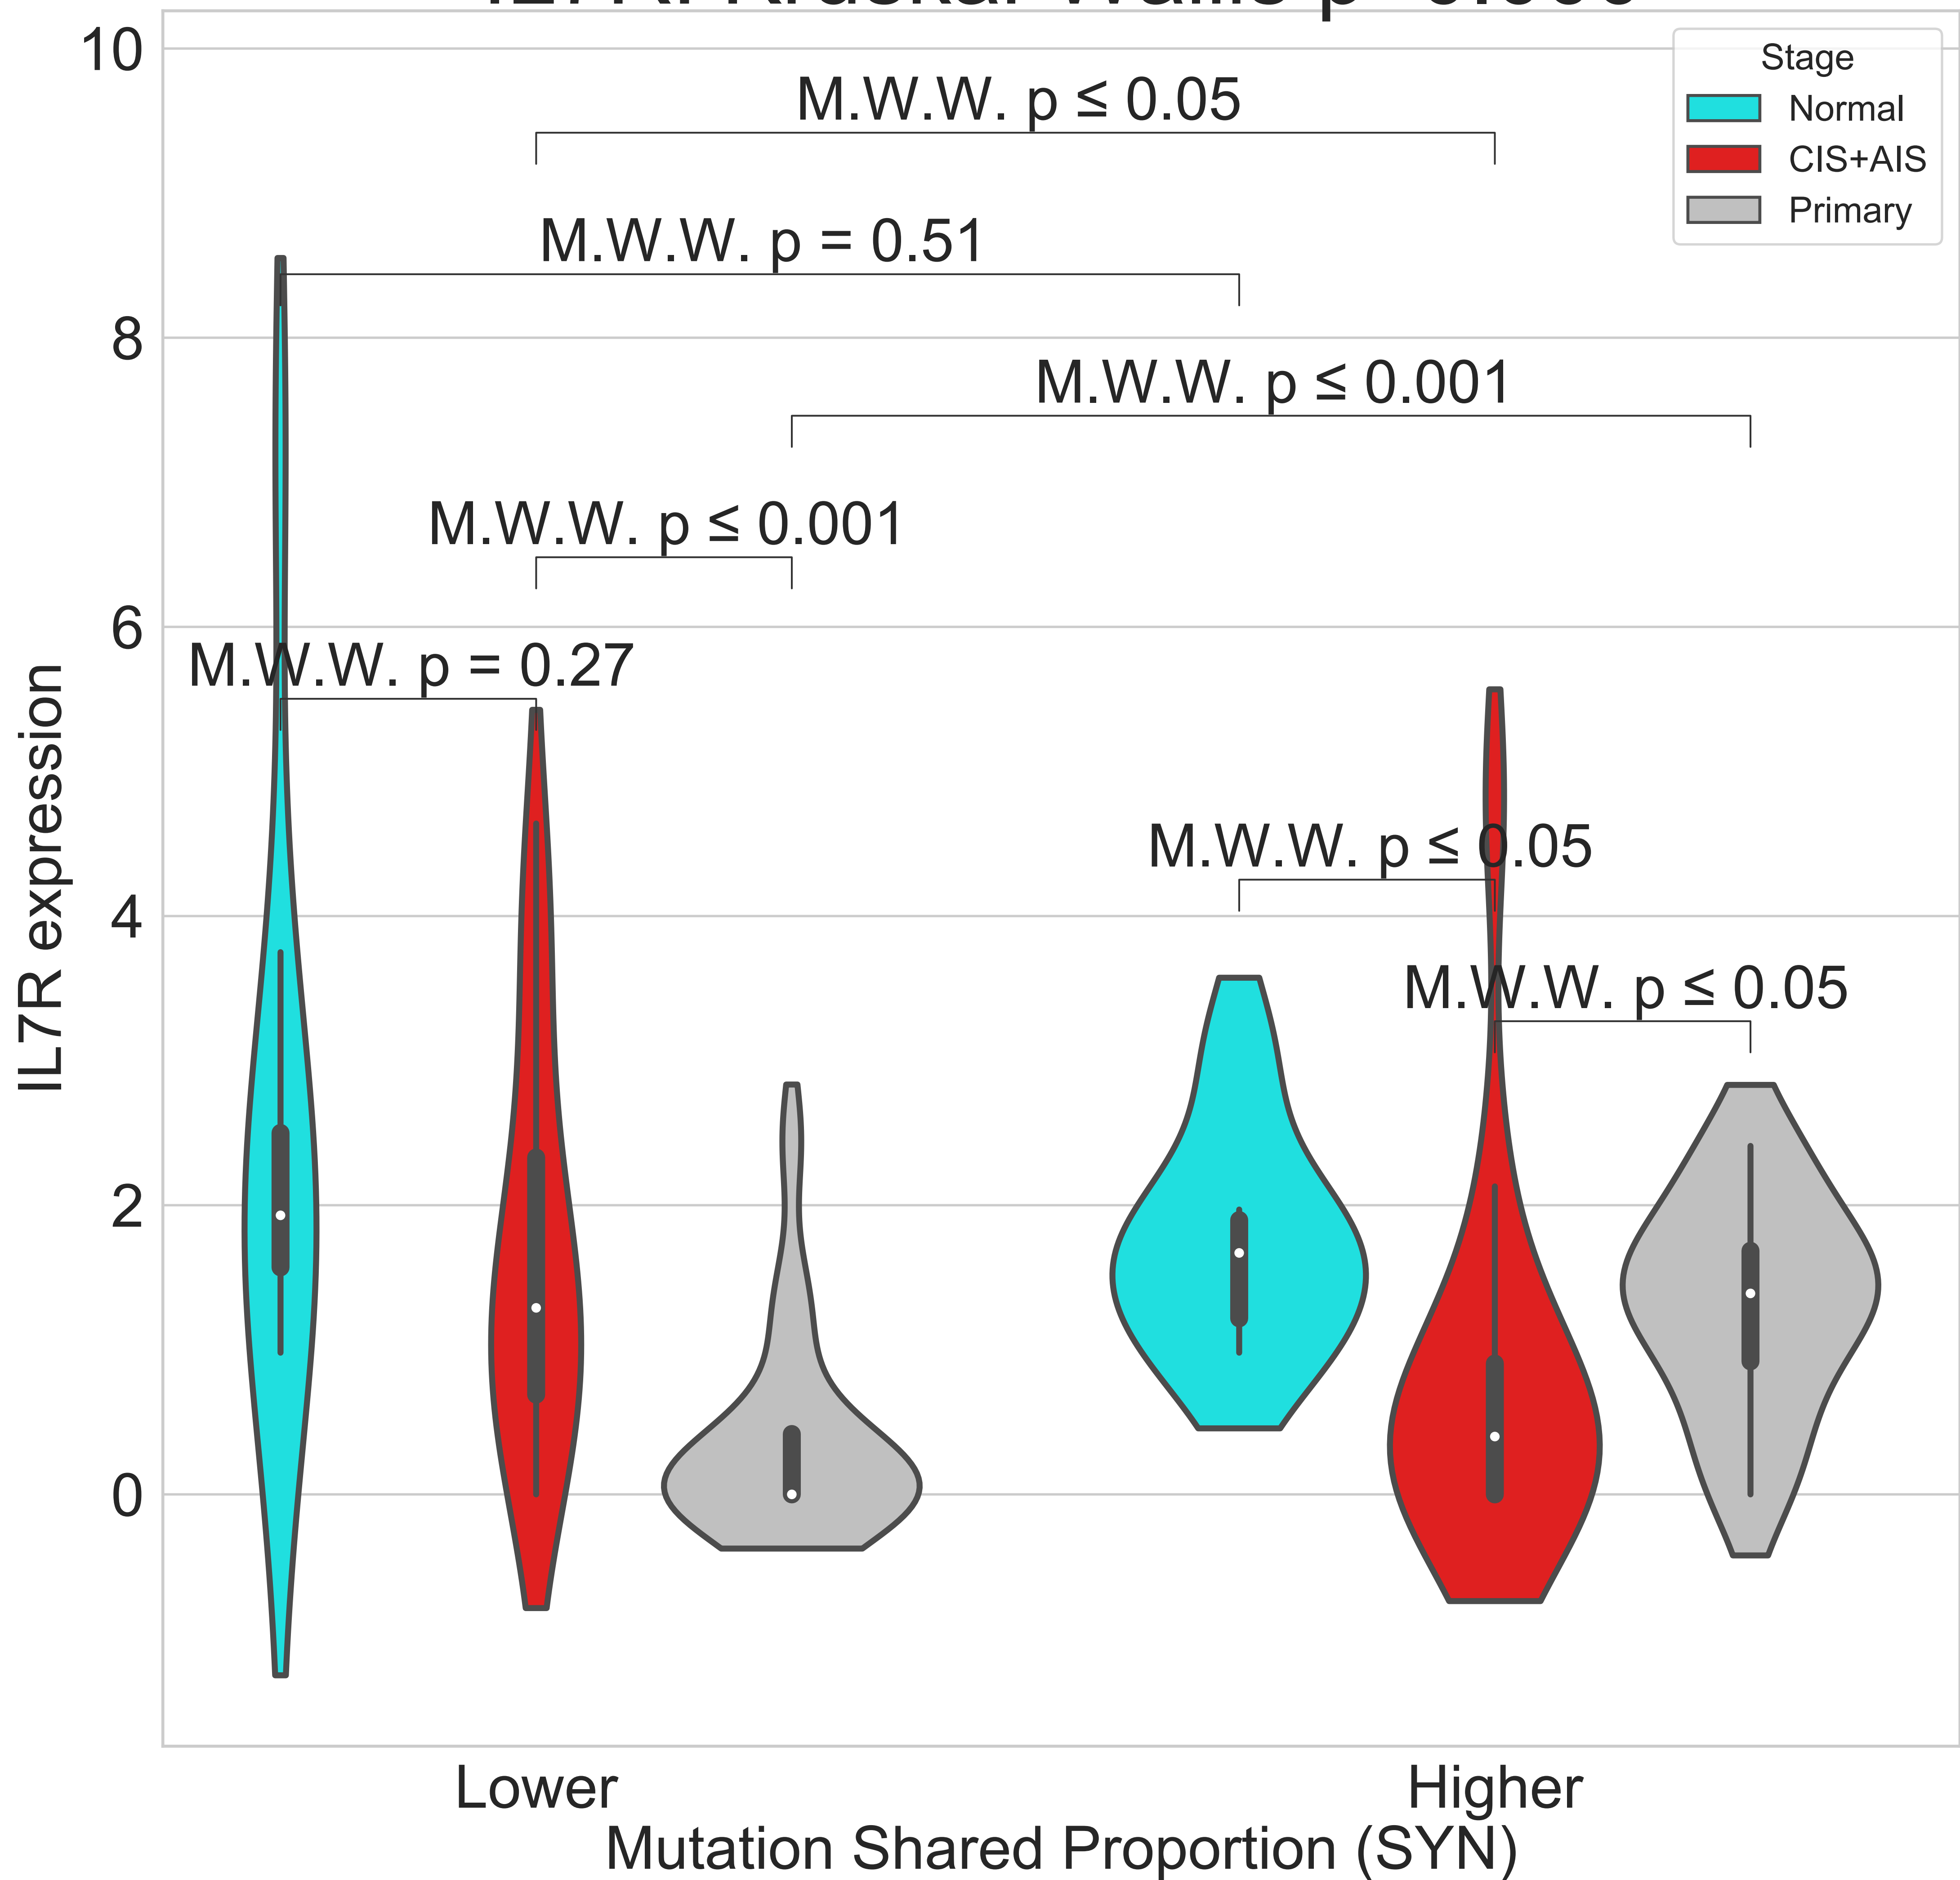 10
8
6
4
2
0
IL7R expression
Stage
Normal
CIS+AIS
Primary
M.W.W. p ≤ 0.05
M.W.W. p = 0.51
M.W.W. p ≤ 0.001
M.W.W. p ≤ 0.001
M.W.W. p = 0.27
M.W.W. p ≤ 0.05
M.W.W. p ≤ 0.05
Lower
Higher
Mutation Shared Proportion (SYN)